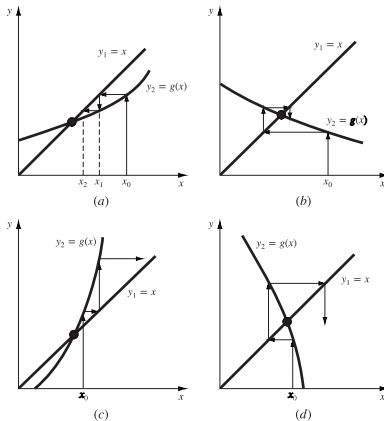 y
y₁ = x
y₂ = g(x)
x₂ x₁ x₀ x
(a)
y
y₁ = x
y₂ = g(x)
x₀ x
(b)
y
y₂ = g(x)
y₁ = x
x₀ x
(c)
y
y₂ = g(x)
y₁ = x
x₀ x
(d)